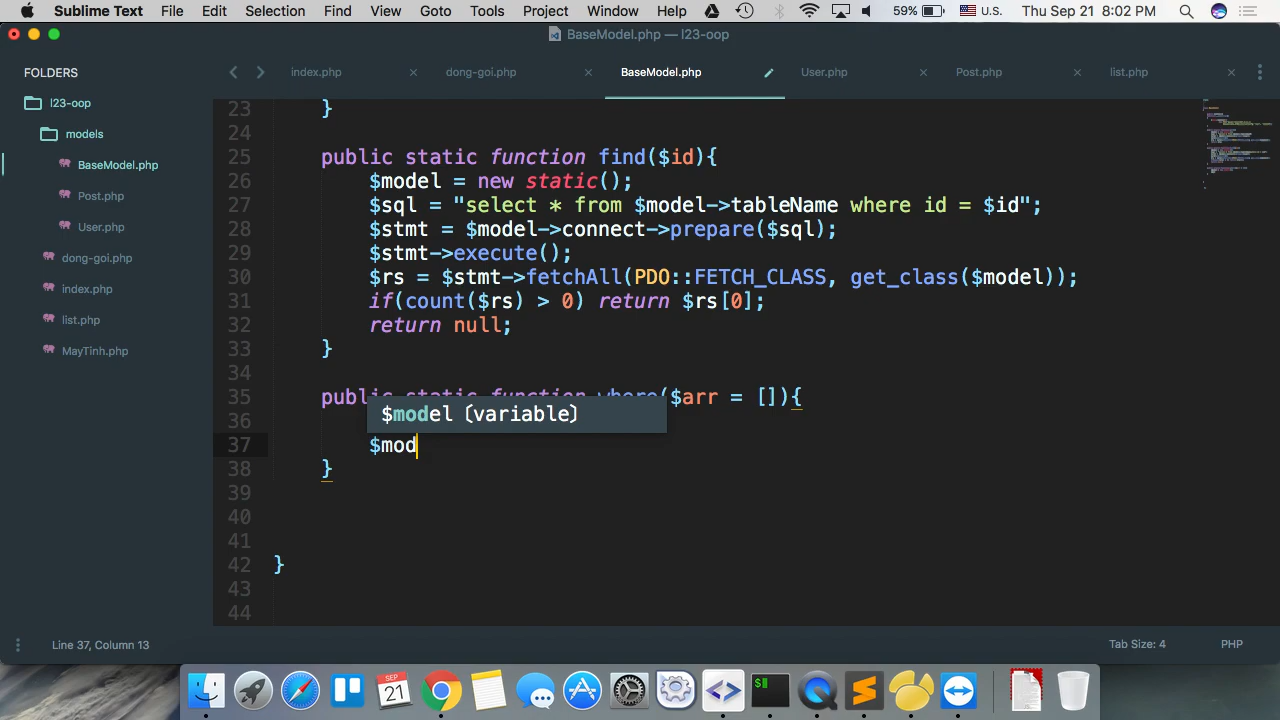 Sublime Text File Edit Selection Find View Goto Tools Project Window Help 59% U.S. Thu Sep 21 8:02 PM
BaseModel.php — l23-oop
FOLDERS
l23-oop
models
BaseModel.php
Post.php
User.php
dong-goi.php
index.php
list.php
MayTinh.php
index.php dong-goi.php BaseModel.php User.php Post.php list.php
23 }
24
25 public static function find($id){
26 $model = new static();
27 $sql = "select * from $model->tableName where id = $id";
28 $stmt = $model->connect->prepare($sql);
29 $stmt->execute();
30 $rs = $stmt->fetchAll(PDO::FETCH_CLASS, get_class($model));
31 if(count($rs) > 0) return $rs[0];
32 return null;
33 }
34
35 public static function where($arr = []){
$model (variable)
36
37 $mod
38 }
39
40
41
42 }
43
44
Line 37, Column 13 Tab Size: 4 PHP
SEP
21